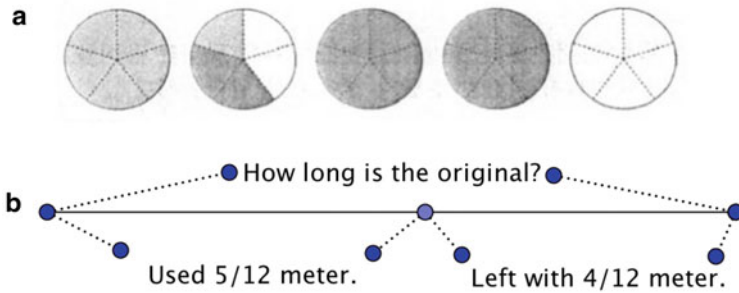 a
How long is the original?
b
Used 5/12 meter.
Left with 4/12 meter.